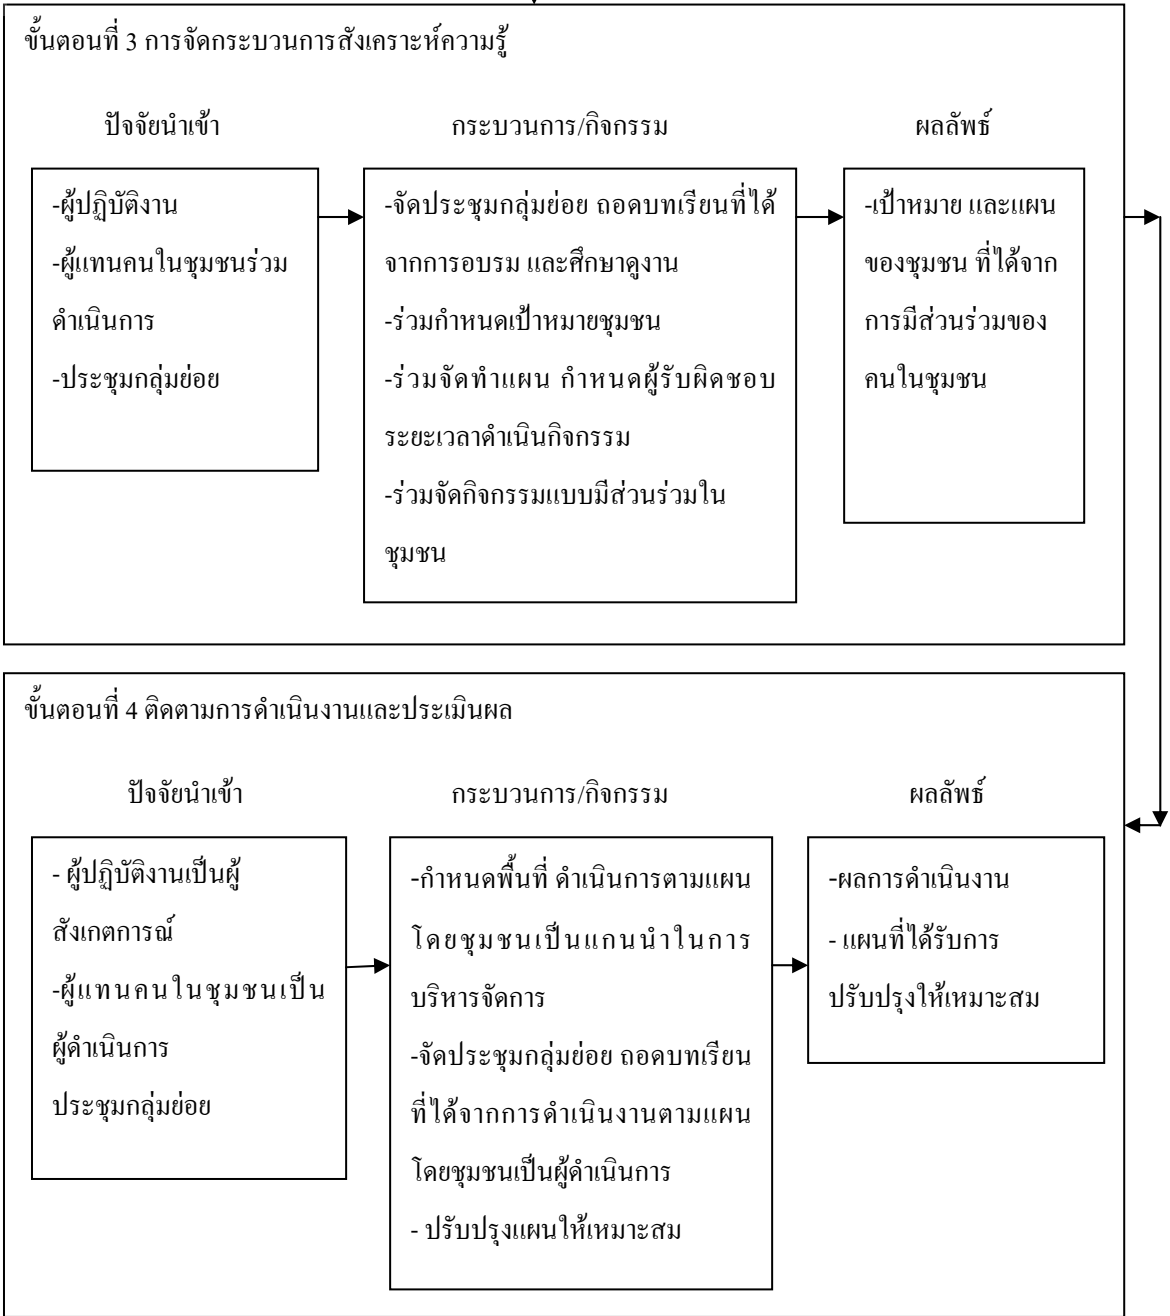 ขั้นตอนที่ 3 การจัดกระบวนการสังเคราะห์ความรู้
ปัจจัยนำเข้า
กระบวนการ/กิจกรรม
ผลลัพธ์
-ผู้ปฏิบัติงาน
-ผู้แทนคนในชุมชนร่วม
ดำเนินการ
-ประชุมกลุ่มย่อย
-จัดประชุมกลุ่มย่อย ถอดบทเรียนที่ได้
จากการอบรม และศึกษาดูงาน
-ร่วมกำหนดเป้าหมายชุมชน
-ร่วมจัดทำแผน กำหนดผู้รับผิดชอบ
ระยะเวลาดำเนินกิจกรรม
-ร่วมจัดกิจกรรมแบบมีส่วนร่วมใน
ชุมชน
-เป้าหมาย และแผน
ของชุมชน ที่ได้จาก
การมีส่วนร่วมของ
คนในชุมชน
ขั้นตอนที่ 4 ติดตามการดำเนินงานและประเมินผล
ปัจจัยนำเข้า
กระบวนการ/กิจกรรม
ผลลัพธ์
- ผู้ปฏิบัติงานเป็นผู้
สังเกตการณ์
-ผู้แทนคนในชุมชนเป็น
ผู้ดำเนินการ
ประชุมกลุ่มย่อย
-กำหนดพื้นที่ ดำเนินการตามแผน
โดยชุมชนเป็นแกนนำในการ
บริหารจัดการ
-จัดประชุมกลุ่มย่อย ถอดบทเรียน
ที่ได้จากการดำเนินงานตามแผน
โดยชุมชนเป็นผู้ดำเนินการ
- ปรับปรุงแผนให้เหมาะสม
-ผลการดำเนินงาน
- แผนที่ได้รับการ
ปรับปรุงให้เหมาะสม